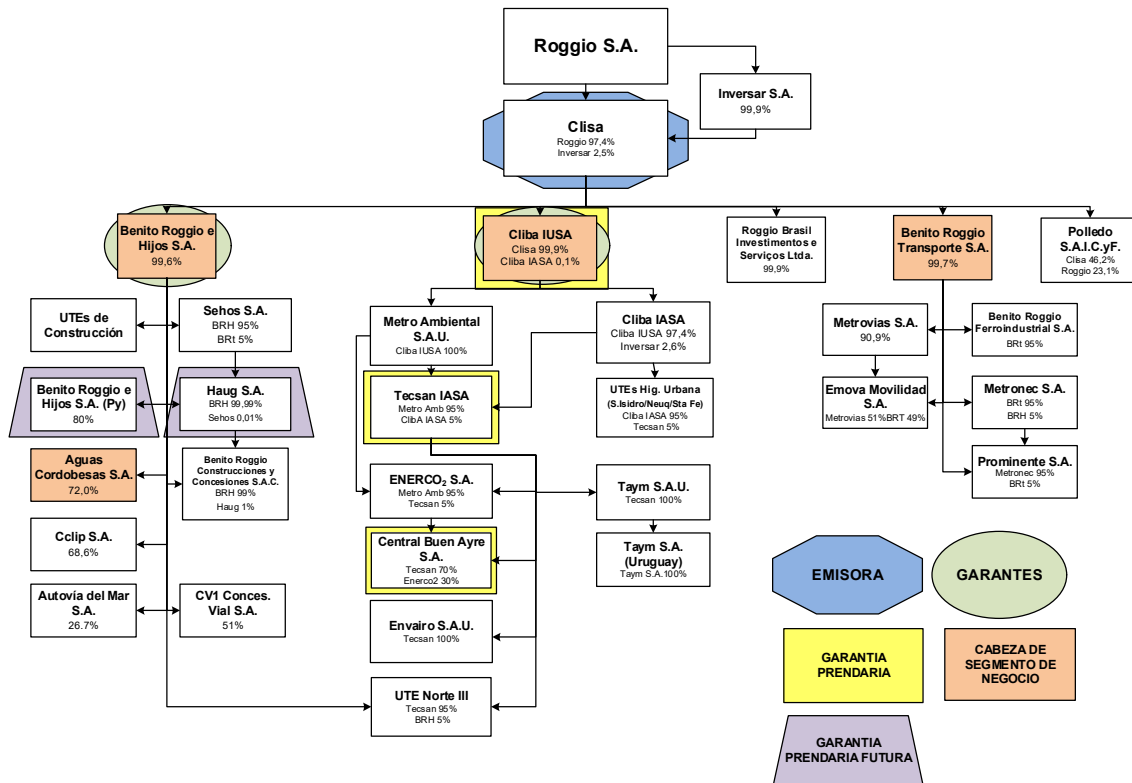 Roggio S.A.
Inversar S.A.
99,9%
Clisa
Roggio 97,4%
Inversar 2,5%
Benito Roggio e
Hijos S.A.
99,6%
Cliba IUSA
Clisa 99,9%
Cliba IASA 0,1%
Roggio Brasil
Investimentos e
Serviços Ltda.
99,9%
Benito Roggio
Transporte S.A.
99,7%
Polledo
S.A.I.C.yF.
Clisa 46,2%
Roggio 23,1%
UTEs de
Construcción
Sehos S.A.
BRH 95%
BRt 5%
Metro Ambiental
S.A.U.
Cliba IUSA 100%
Cliba IASA
Cliba IUSA 97,4%
Inversar 2,6%
Metrovias S.A.
90,9%
Benito Roggio
Ferroindustrial S.A.
BRt 95%
Benito Roggio e
Hijos S.A. (Py)
80%
Haug S.A.
BRH 99,99%
Sehos 0,01%
Tecsan IASA
Metro Amb 95%
ClibA IASA 5%
UTEs Hig. Urbana
(S.Isidro/Neuq/Sta Fe)
Cliba IASA 95%
Tecsan 5%
Emova Movilidad
S.A.
Metrovias 51%BRT 49%
Metronec S.A.
BRt 95%
BRH 5%
Aguas
Cordobesas S.A.
72,0%
Benito Roggio
Construcciones y
Concesiones S.A.C.
BRH 99%
Haug 1%
ENERCO₂ S.A.
Metro Amb 95%
Tecsan 5%
Taym S.A.U.
Tecsan 100%
Prominente S.A.
Metronec 95%
BRt 5%
Cclip S.A.
68,6%
Central Buen Ayre
S.A.
Tecsan 70%
Enerco2 30%
Taym S.A.
(Uruguay)
Taym S.A.100%
Autovía del Mar
S.A.
26.7%
CV1 Conces.
Vial S.A.
51%
Envairo S.A.U.
Tecsan 100%
UTE Norte III
Tecsan 95%
BRH 5%
EMISORA
GARANTES
GARANTIA
PRENDARIA
CABEZA DE
SEGMENTO DE
NEGOCIO
GARANTIA
PRENDARIA FUTURA